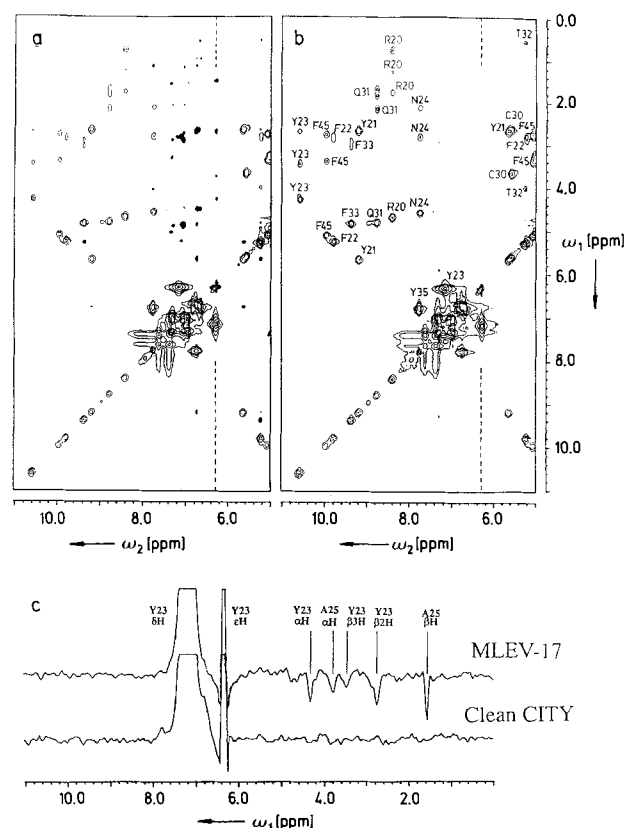 a
b
0.0
T32
R20
R20
Q31
R20
2.0
Q31
N24
C30
Y23
F45
F22
Y21
N24
Y21
F45
F33
F22
Y23
F45
F45
C30
Y23
T32
4.0
F33
Q31
R20
N24
F45
F22
Y21
ω1 [ppm]
6.0
Y35
Y23
8.0
10.0
10.0 8.0 6.0
10.0 8.0 6.0
ω2 [ppm]
ω2 [ppm]
c
Y23 Y23 Y23 A25 Y23 Y23 A25
δH εH αH αH β3H β2H βH
MLEV-17
Clean CITY
10.0 8.0 6.0 4.0 2.0
ω1 [ppm]